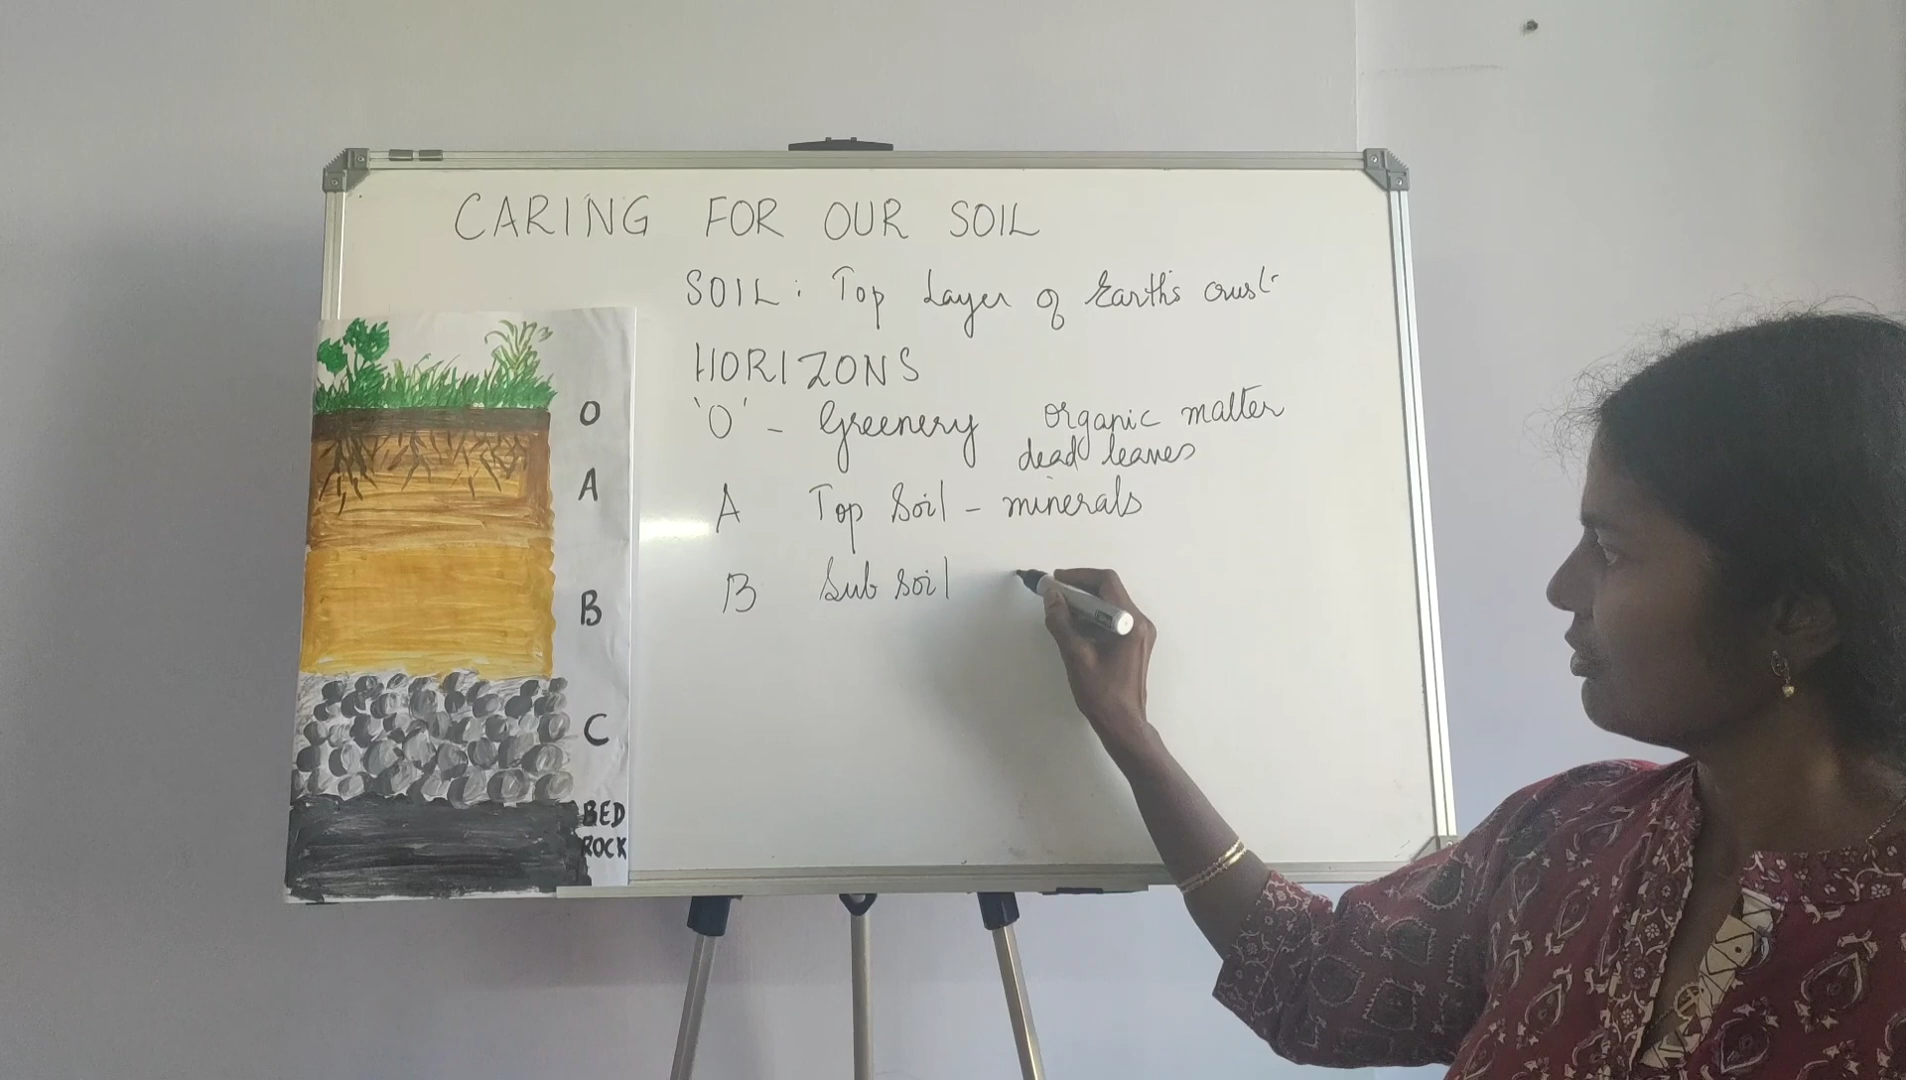 CARING FOR OUR SOIL
SOIL: Top Layer of Earth's crust
HORIZONS
'O' - Greenery organic matter
dead leaves
A Top Soil - minerals
B Sub Soil
O
A
B
C
BED
ROCK